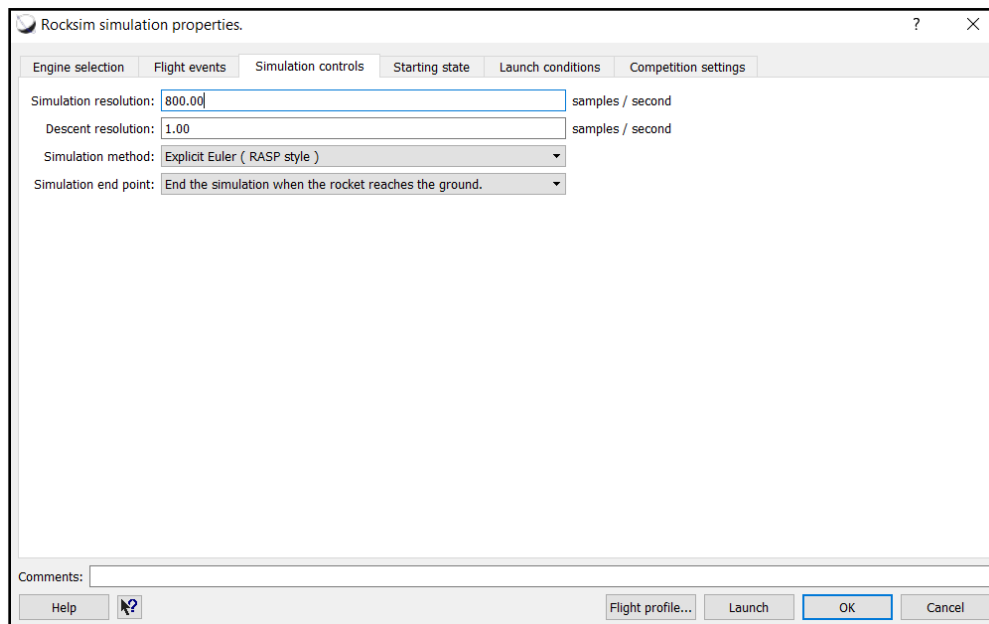 Rocksim simulation properties. ?
Engine selection Flight events Simulation controls Starting state Launch conditions Competition settings
Simulation resolution: 800.00 samples / second
Descent resolution: 1.00 samples / second
Simulation method: Explicit Euler ( RASP style )
Simulation end point: End the simulation when the rocket reaches the ground.
Comments:
Help ? Flight profile... Launch OK Cancel